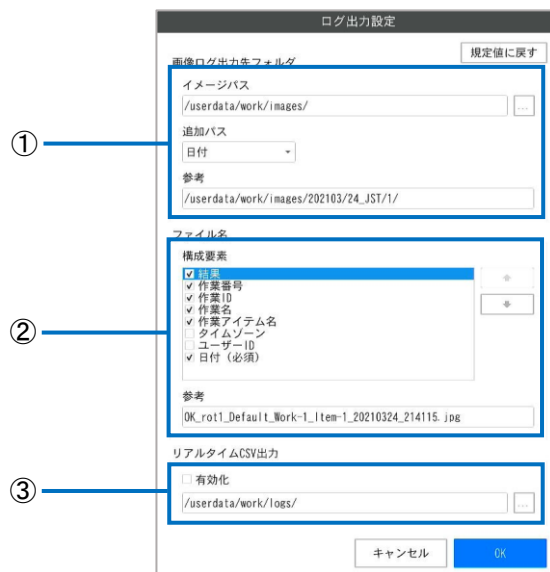 ログ出力設定
規定値に戻す
画像ログ出力先フォルダ
イメージパス
/userdata/work/images/
...
①
追加パス
日付
参考
/userdata/work/images/202103/24_JST/1/
ファイル名
構成要素
結果
作業番号
作業ID
作業名
作業アイテム名
タイムゾーン
ユーザーID
日付（必須）
②
参考
OK_rot1_Default_Work-1_Item-1_20210324_214115.jpg
リアルタイムCSV出力
有効化
③
/userdata/work/logs/
...
キャンセル
OK